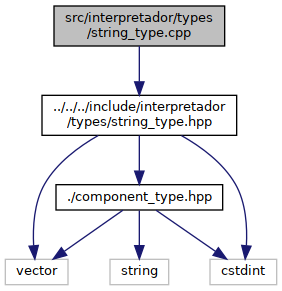 src/interpretador/types
/string_type.cpp
../../../include/interpretador
/types/string_type.hpp
./component_type.hpp
vector
string
cstdint